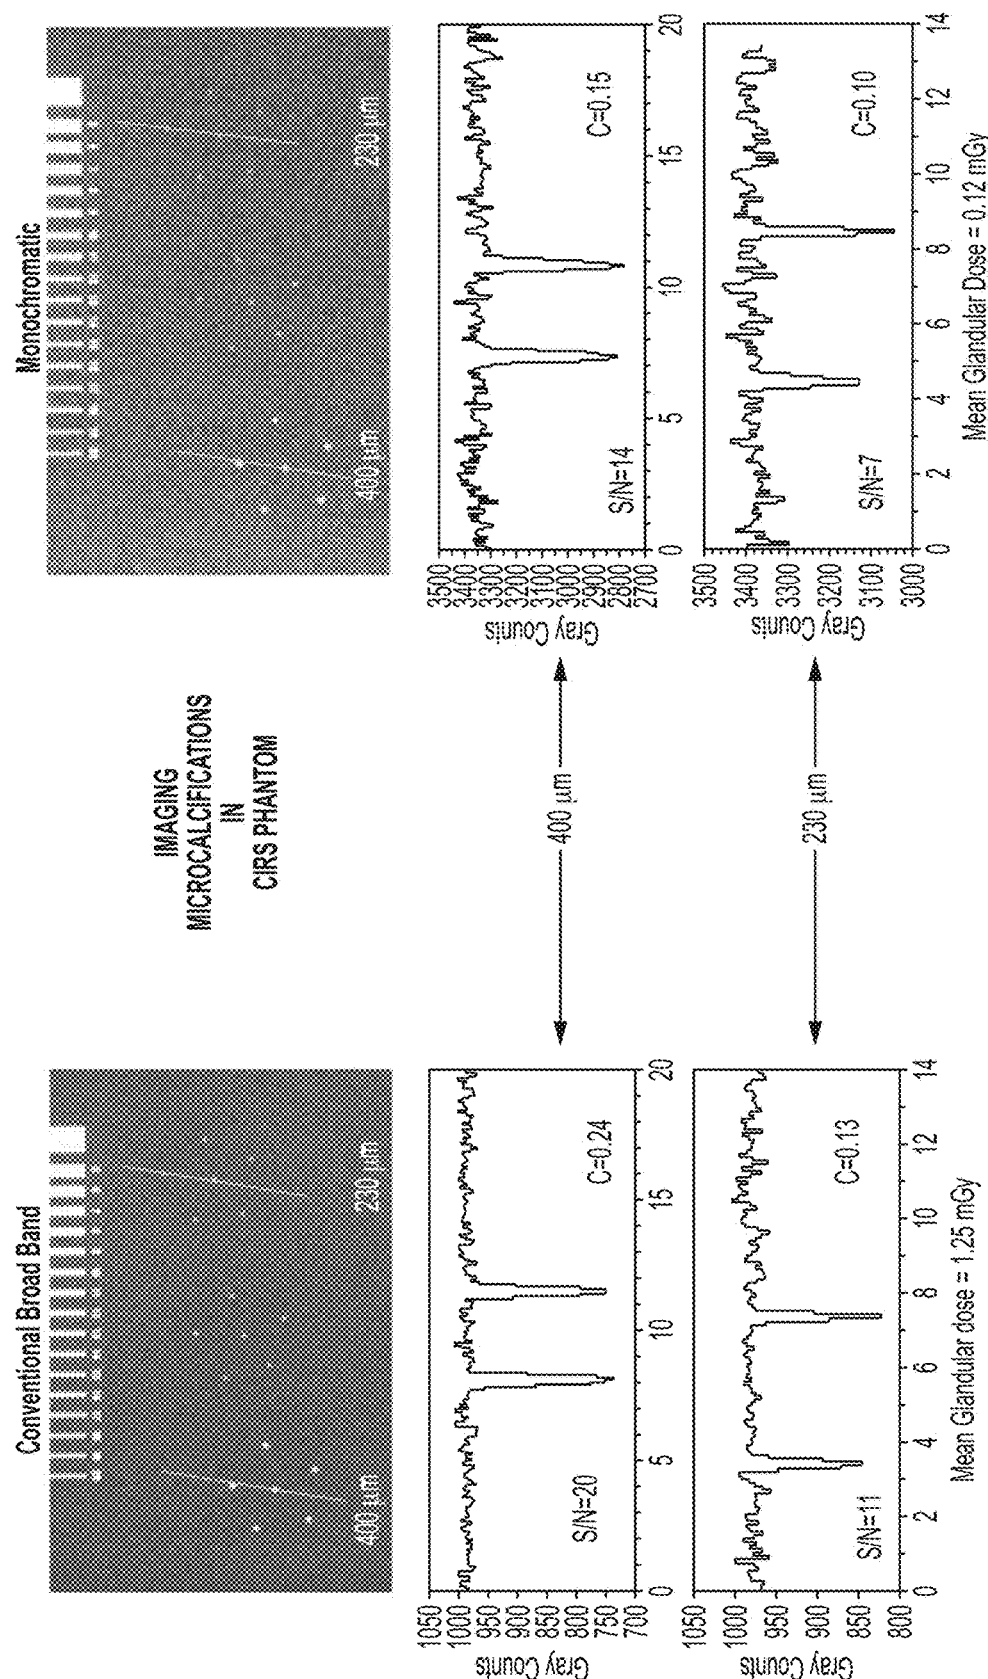 Conventional Broad Band
400 µm
230 µm
IMAGING
MICROCALCIFICATIONS
IN
CIRS PHANTOM
Monochromatic
400 µm
230 µm
Gray Counts
1050
1000
950
900
850
800
750
700
S/N=20
C=0.24
0 5 10 15 20
400 µm
Gray Counts
3500
3400
3300
3100
3000
2900
2800
2700
S/N=14
C=0.15
0 5 10 15 20
Gray Counts
1050
1000
950
900
850
800
S/N=11
C=0.13
0 2 4 6 8 10 12 14
Mean Glandular dose = 1.25 mGy
230 µm
Gray Counts
3500
3400
3300
3200
3100
3000
S/N=7
C=0.10
0 2 4 6 8 10 12 14
Mean Glandular Dose = 0.12 mGy